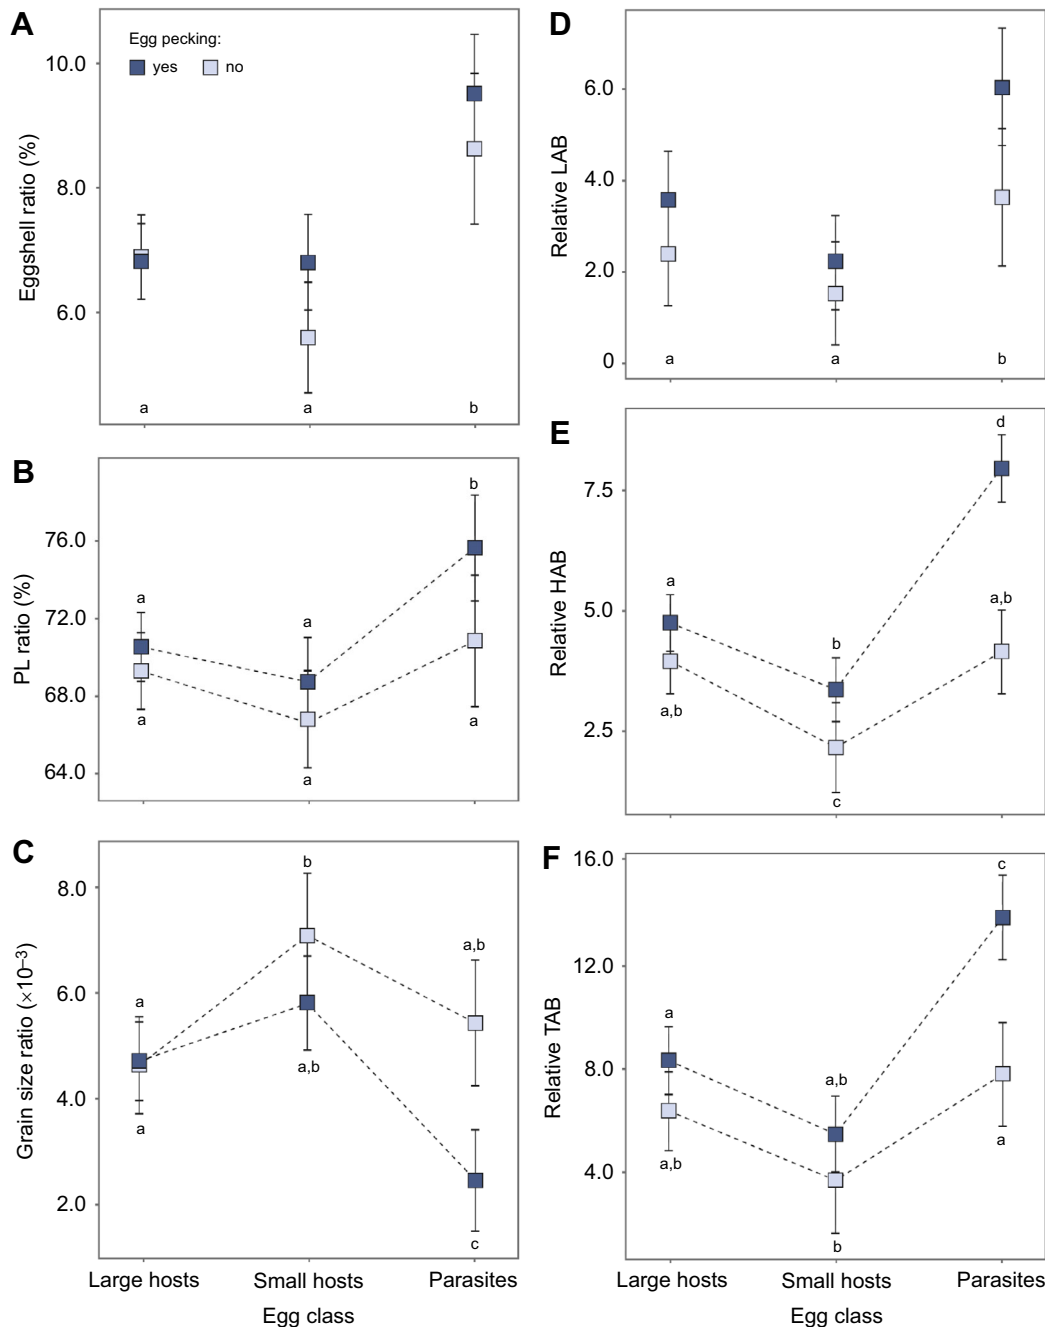 A
Egg pecking:
yes no
Eggshell ratio (%)
10.0
8.0
6.0
a a b
B
PL ratio (%)
76.0
72.0
68.0
64.0
a a b
a a a
C
Grain size ratio (×10–3)
8.0
6.0
4.0
2.0
a b a,b
a a,b c
Large hosts Small hosts Parasites
Egg class
D
Relative LAB
6.0
4.0
2.0
0
a a b
E
Relative HAB
7.5
5.0
2.5
a b d
a,b c a,b
F
Relative TAB
16.0
12.0
8.0
4.0
a a,b c
a,b b a
Large hosts Small hosts Parasites
Egg class